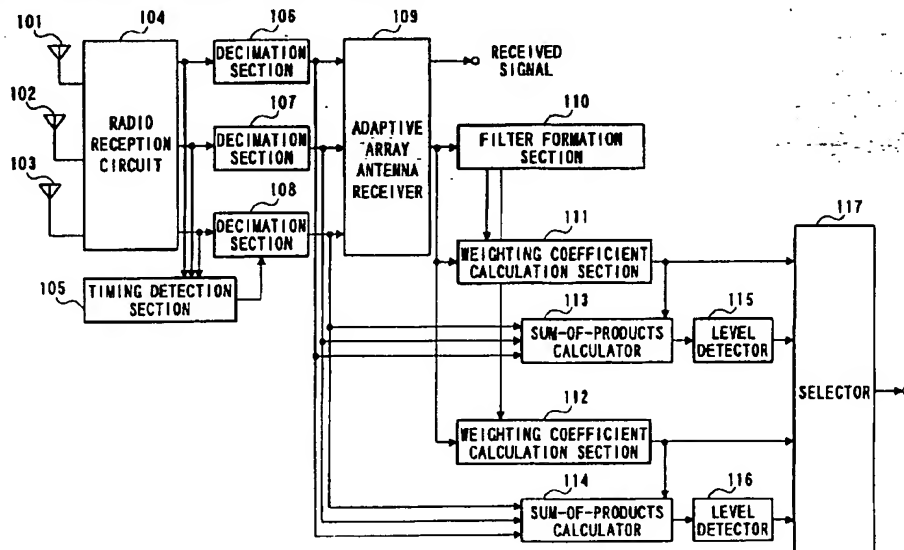 101
102
103
104
RADIO
RECEPTION
CIRCUIT
105
TIMING DETECTION
SECTION
106
DECIMATION
SECTION
107
DECIMATION
SECTION
108
DECIMATION
SECTION
109
ADAPTIVE
ARRAY
ANTENNA
RECEIVER
RECEIVED
SIGNAL
110
FILTER FORMATION
SECTION
111
WEIGHTING COEFFICIENT
CALCULATION SECTION
113
SUM-OF-PRODUCTS
CALCULATOR
115
LEVEL
DETECTOR
112
WEIGHTING COEFFICIENT
CALCULATION SECTION
114
SUM-OF-PRODUCTS
CALCULATOR
116
LEVEL
DETECTOR
117
SELECTOR